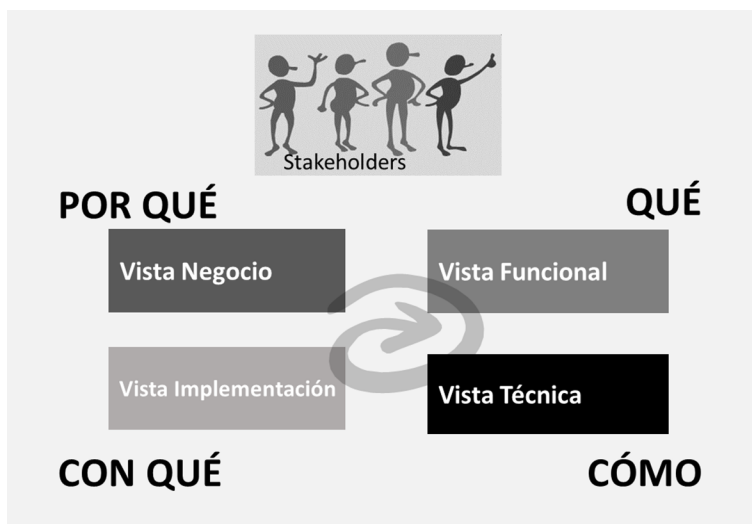 Stakeholders
POR QUÉ
QUÉ
Vista Negocio
Vista Funcional
Vista Implementación
Vista Técnica
CON QUÉ
CÓMO